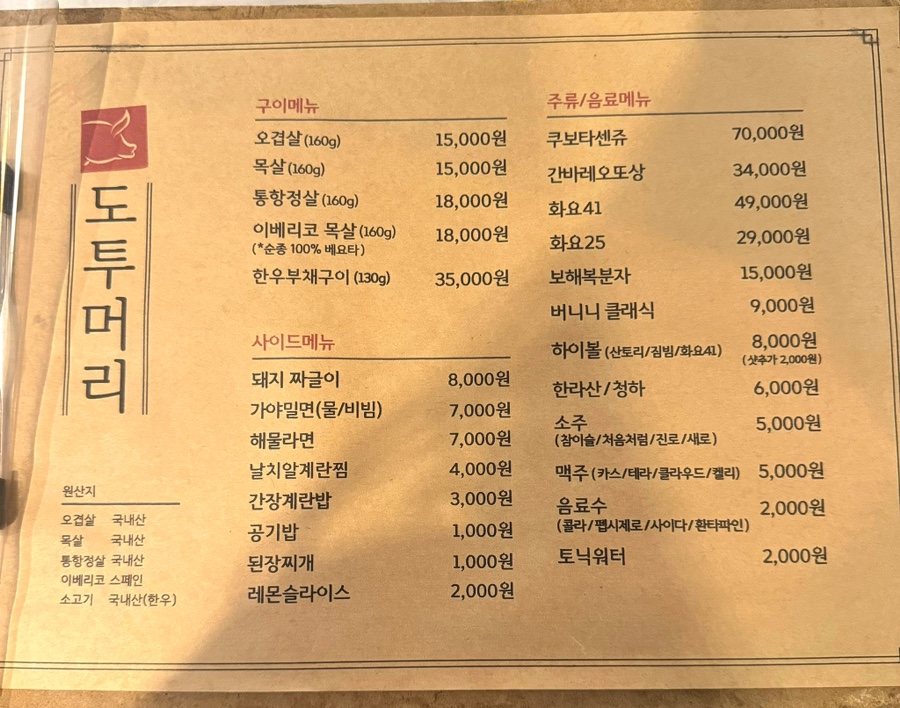 도투머리
원산지
오겹살 국내산
목살 국내산
통항정살 국내산
이베리코 스페인
소고기 국내산(한우)
구이메뉴
오겹살 (160g) 15,000원
목살 (160g) 15,000원
통항정살 (160g) 18,000원
이베리코 목살 (160g) 18,000원
(*순종 100% 베요타)
한우부채구이 (130g) 35,000원
사이드메뉴
돼지 짜글이 8,000원
가야밀면(물/비빔) 7,000원
해물라면 7,000원
날치알계란찜 4,000원
간장계란밥 3,000원
공기밥 1,000원
된장찌개 1,000원
레몬슬라이스 2,000원
주류/음료메뉴
쿠보타센쥬 70,000원
간바레오또상 34,000원
화요41 49,000원
화요25 29,000원
보해복분자 15,000원
버니니 클래식 9,000원
하이볼 (산토리/짐빔/화요41) 8,000원
(샷추가 2,000원)
한라산/청하 6,000원
소주 5,000원
(참이슬/처음처럼/진로/새로)
맥주 (카스/테라/클라우드/켈리) 5,000원
음료수 2,000원
(콜라/펩시제로/사이다/환타파인)
토닉워터 2,000원